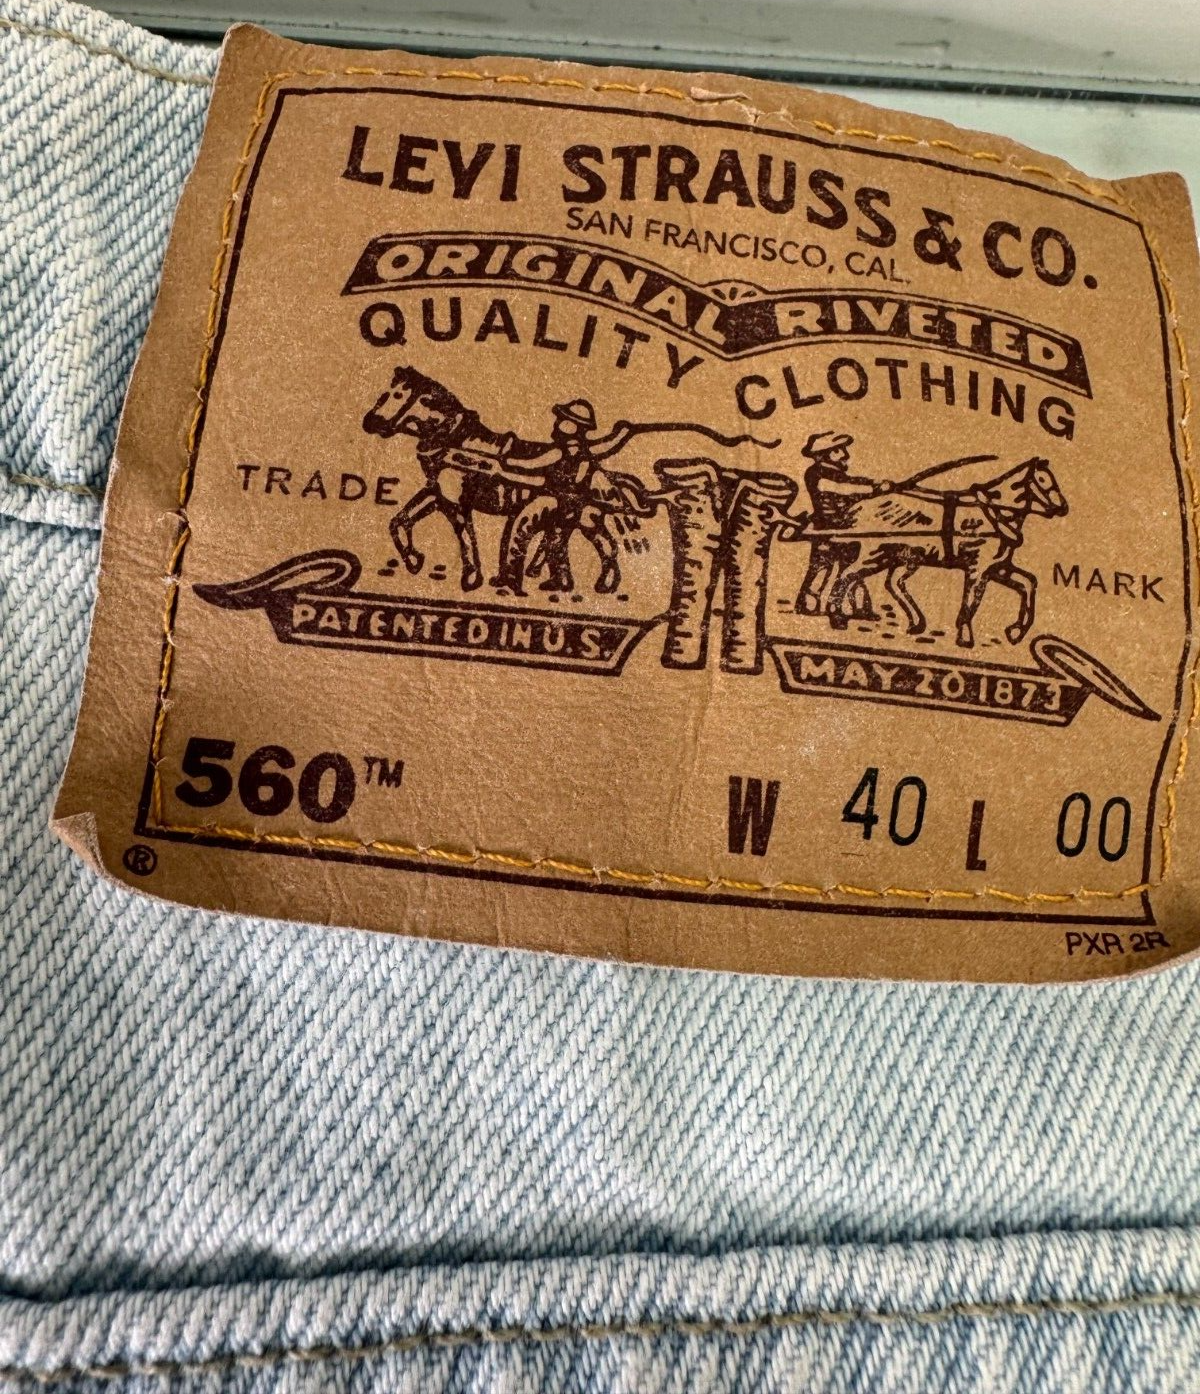 LEVI STRAUSS & CO.
SAN FRANCISCO, CAL.
ORIGINAL RIVETED
QUALITY CLOTHING
TRADE MARK
PATENTED IN U.S. MAY 20 1873
560™ W 40 L 00
®
PXR 2R